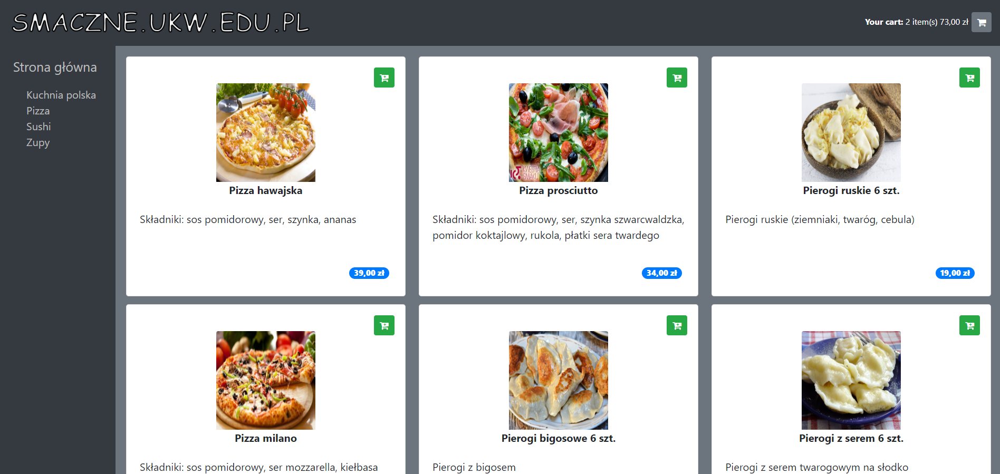 SMACZNE.UKW.EDU.PL
Your cart: 2 item(s) 73,00 zł
Strona główna
Kuchnia polska
Pizza
Sushi
Zupy
Pizza hawajska
Składniki: sos pomidorowy, ser, szynka, ananas
39,00 zł
KWESTIA
SMAKU
Pizza prosciutto
Składniki: sos pomidorowy, ser, szynka szwarcwaldzka,
pomidor koktajlowy, rukola, płatki sera twardego
34,00 zł
Pierogi ruskie 6 szt.
Pierogi ruskie (ziemniaki, twaróg, cebula)
19,00 zł
Pizza milano
Składniki: sos pomidorowy, ser mozzarella, kiełbasa
Pierogi bigosowe 6 szt.
Pierogi z bigosem
Pierogi z serem 6 szt.
Pierogi z serem twarogowym na słodko